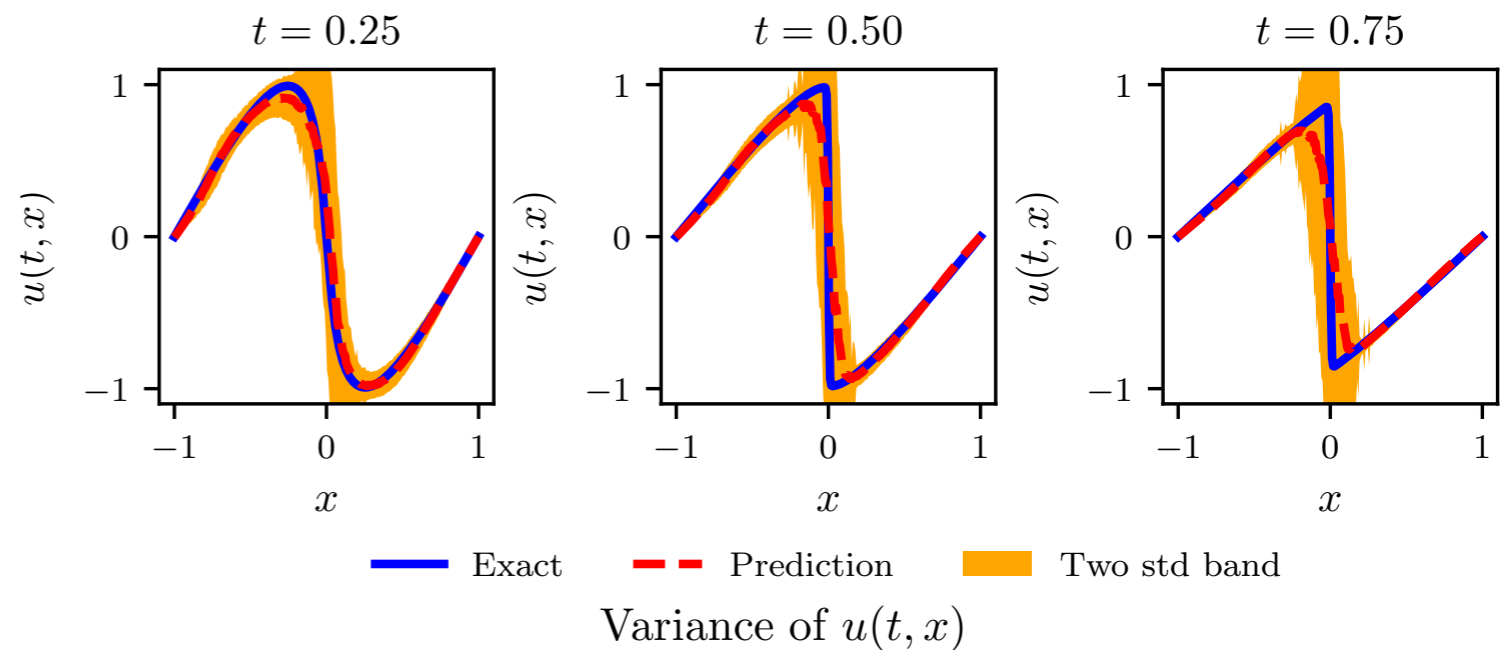 t = 0.25
t = 0.50
t = 0.75
u(t, x)
1
0
−1
−1 0 1
x
u(t, x)
1
0
−1
−1 0 1
x
u(t, x)
1
0
−1
−1 0 1
x
Exact Prediction Two std band
Variance of u(t, x)